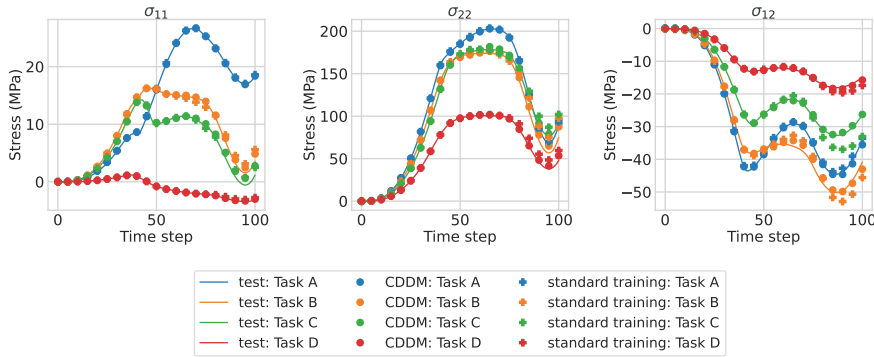 σ11
σ22
σ12
Stress (MPa)
20
10
0
0
50
100
Time step
Stress (MPa)
200
150
100
50
0
0
50
100
Time step
Stress (MPa)
0
−10
−20
−30
−40
−50
0
50
100
Time step
test: Task A
test: Task B
test: Task C
test: Task D
CDDM: Task A
CDDM: Task B
CDDM: Task C
CDDM: Task D
standard training: Task A
standard training: Task B
standard training: Task C
standard training: Task D